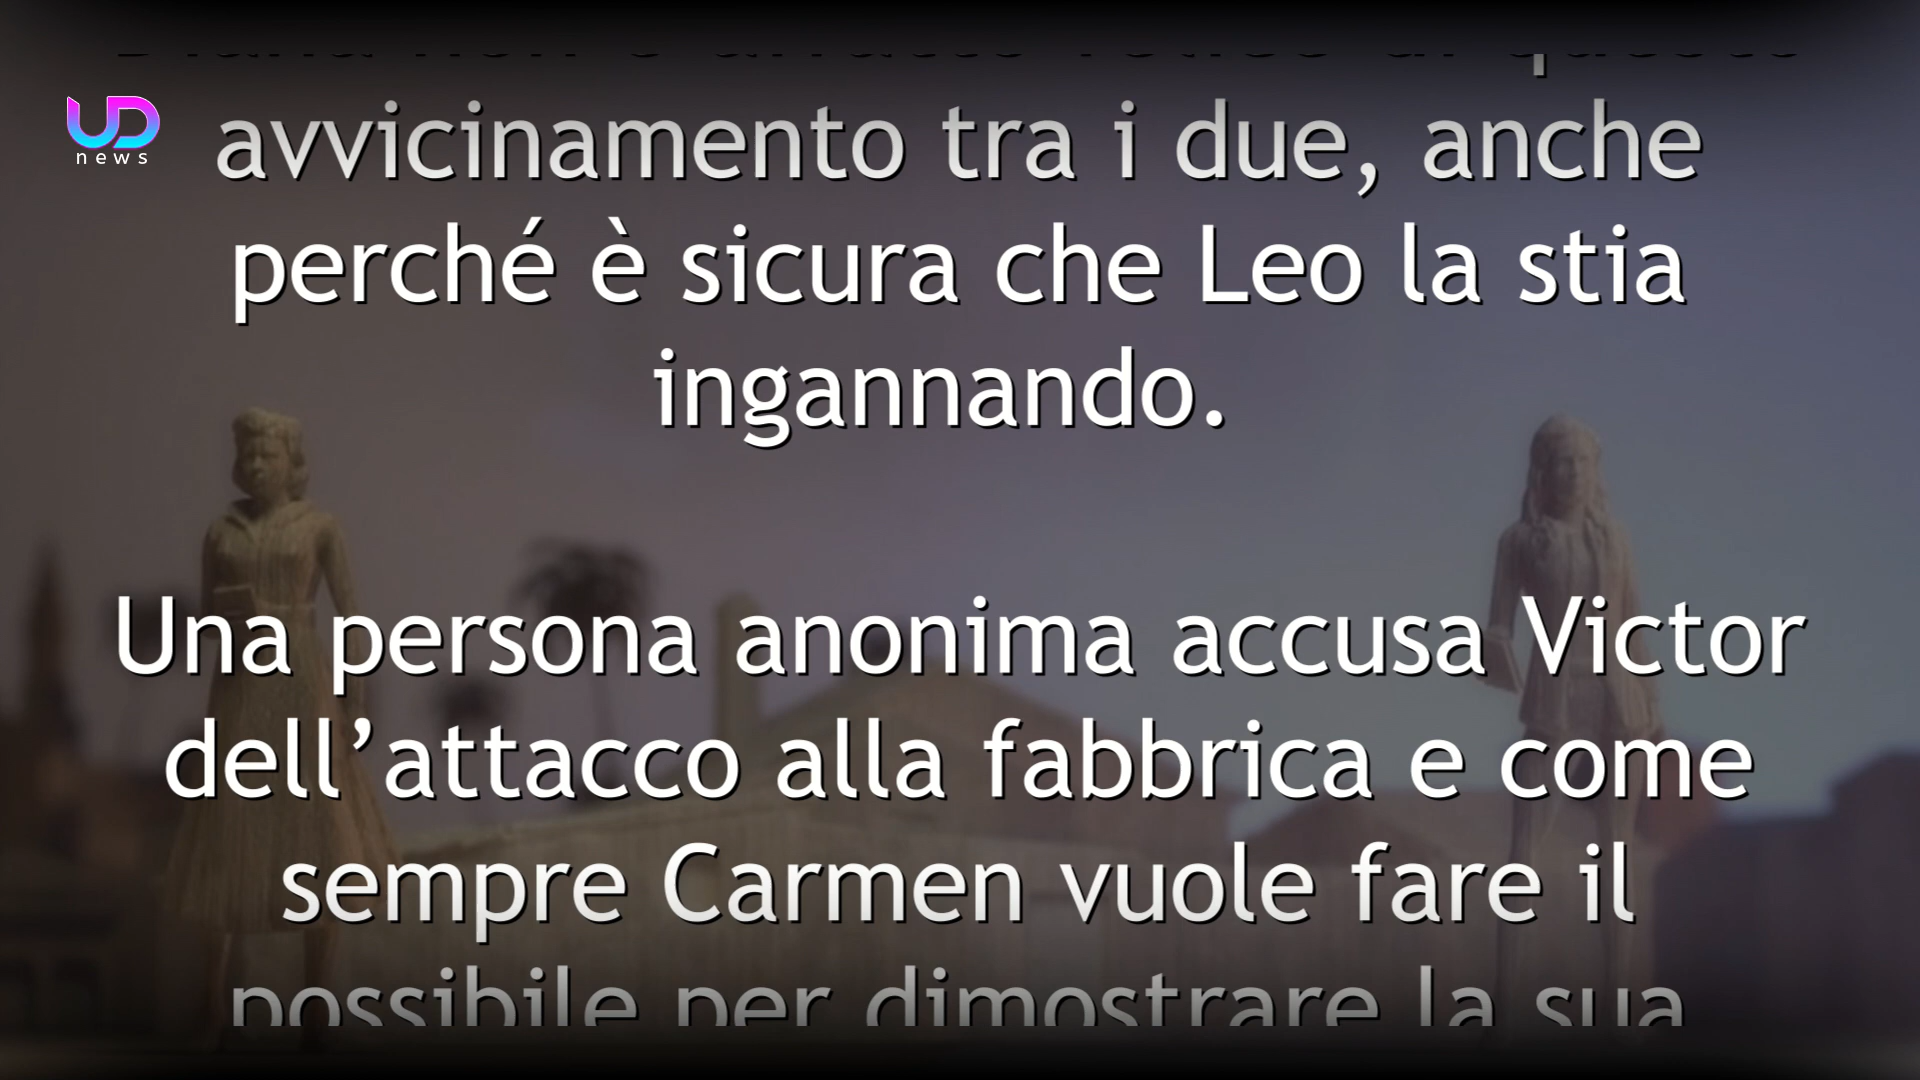 UD
news
avvicinamento tra i due, anche
perché è sicura che Leo la stia
ingannando.
Una persona anonima accusa Victor
dell’attacco alla fabbrica e come
sempre Carmen vuole fare il
possibile per dimostrare la sua